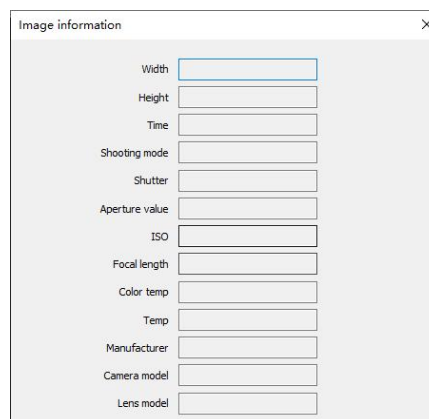 Image information
Width
Height
Time
Shooting mode
Shutter
Aperture value
ISO
Focal length
Color temp
Temp
Manufacturer
Camera model
Lens model